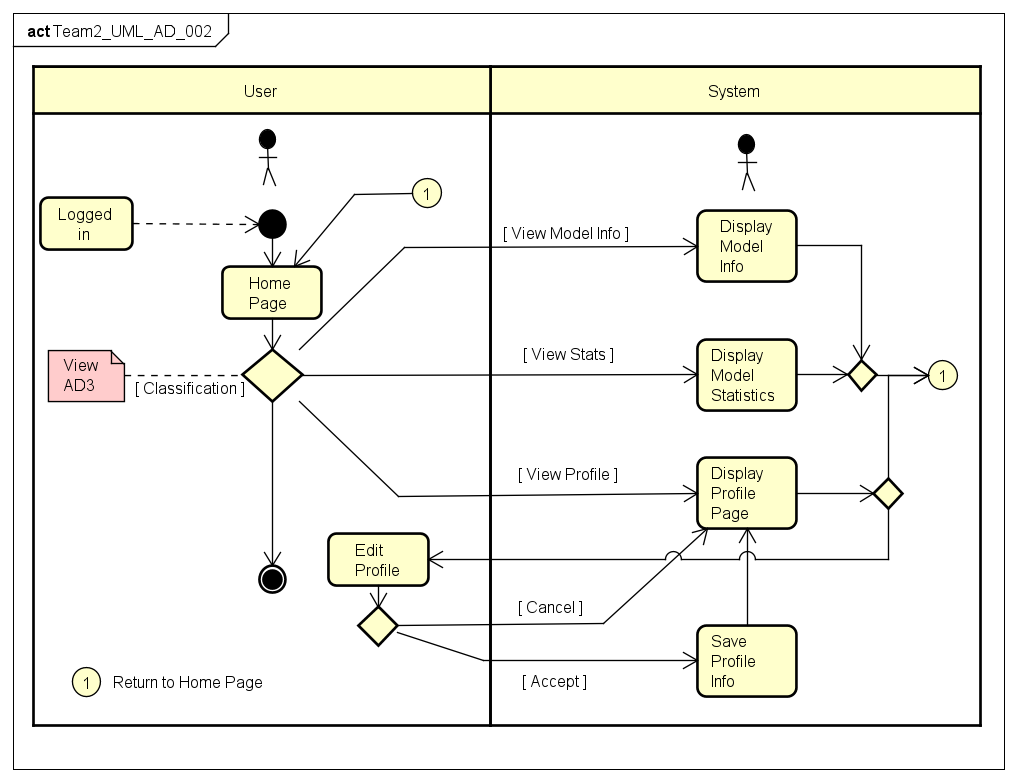 act Team2_UML_AD_002
User
System
Logged
in
1
[ View Model Info ]
Display
Model
Info
Home
Page
View
AD3
[ Classification ]
[ View Stats ]
Display
Model
Statistics
1
[ View Profile ]
Display
Profile
Page
Edit
Profile
[ Cancel ]
Save
Profile
Info
[ Accept ]
1 Return to Home Page